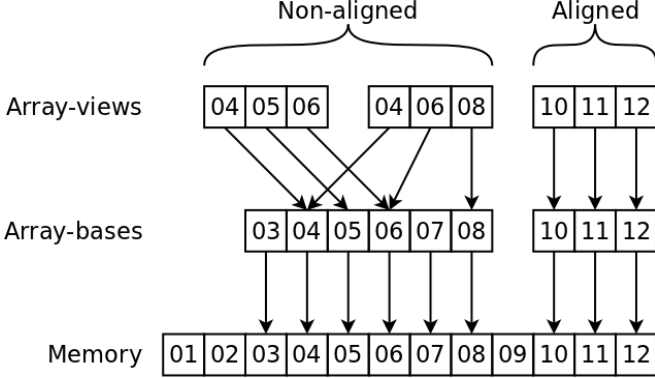 Non-aligned Aligned
Array-views 04 05 06 04 06 08 10 11 12
Array-bases 03 04 05 06 07 08 10 11 12
Memory 01 02 03 04 05 06 07 08 09 10 11 12